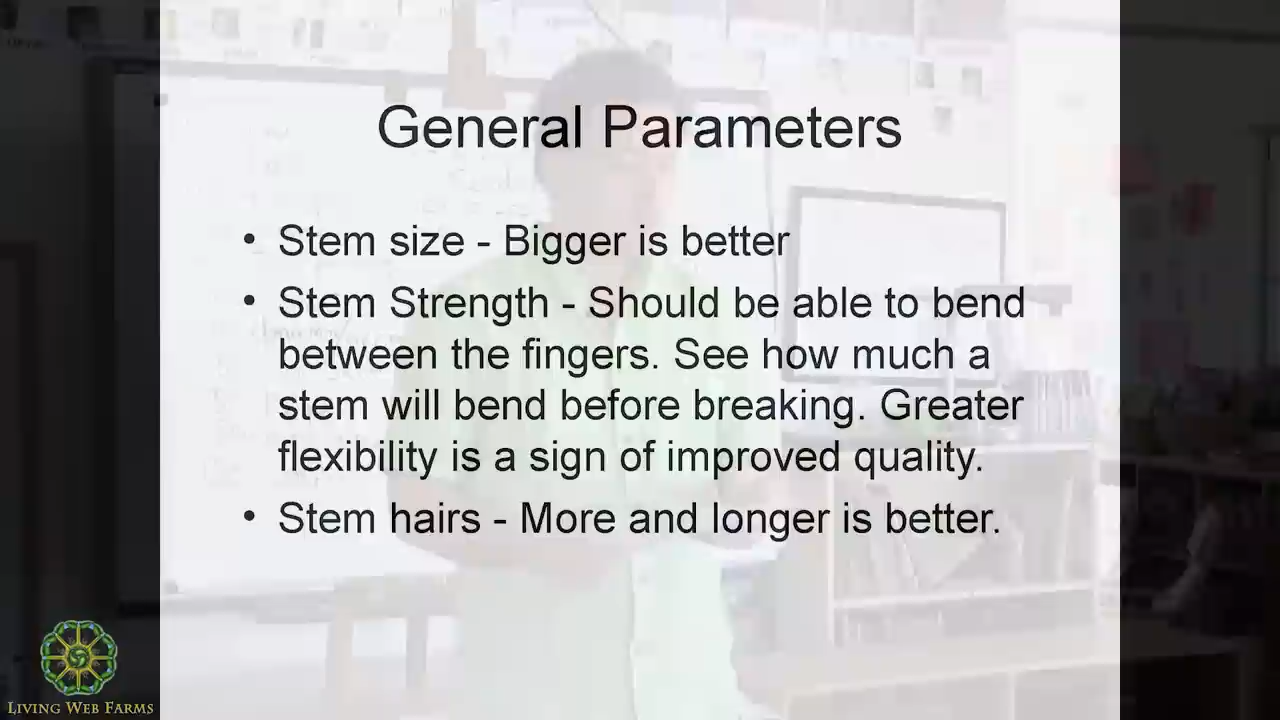 General Parameters
• Stem size - Bigger is better
• Stem Strength - Should be able to bend
between the fingers. See how much a
stem will bend before breaking. Greater
flexibility is a sign of improved quality.
• Stem hairs - More and longer is better.
LIVING WEB FARMS